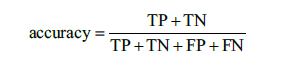 accuracy = (TP + TN) / (TP + TN + FP + FN)